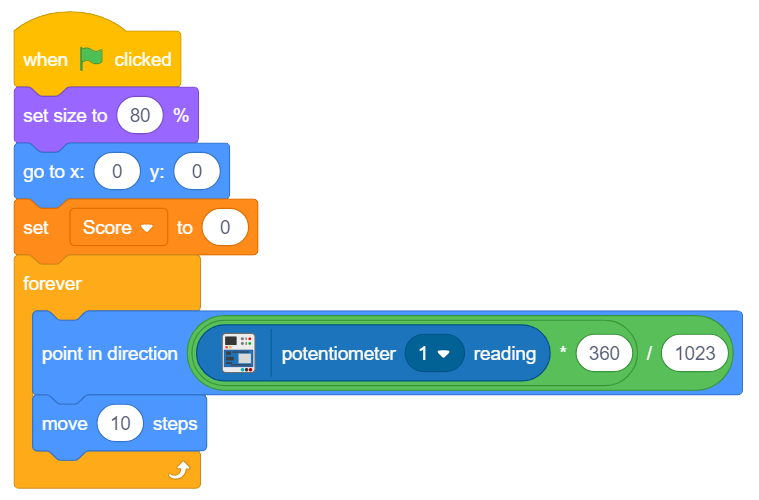 when clicked
set size to 80 %
go to x: 0 y: 0
set Score to 0
forever
point in direction potentiometer 1 reading * 360 / 1023
move 10 steps